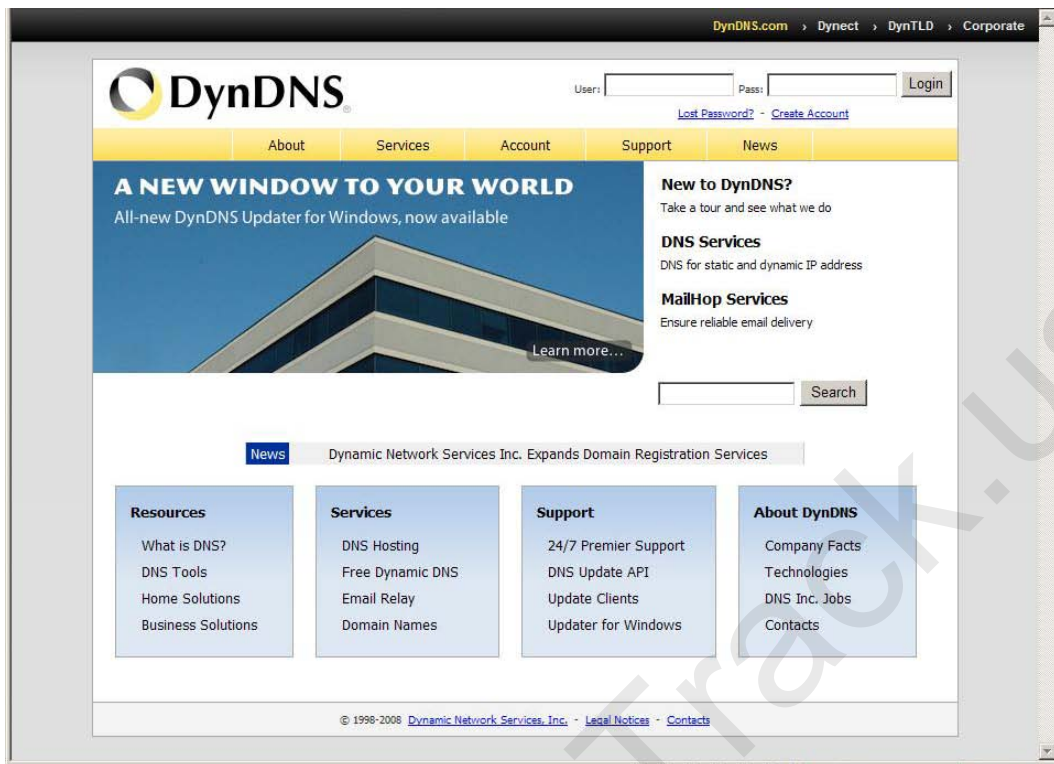 DynDNS.com › Dynect › DynTLD › Corporate
DynDNS®
User: Pass: Login
Lost Password? - Create Account
About Services Account Support News
A NEW WINDOW TO YOUR WORLD
All-new DynDNS Updater for Windows, now available
Learn more...
New to DynDNS?
Take a tour and see what we do
DNS Services
DNS for static and dynamic IP address
MailHop Services
Ensure reliable email delivery
Search
News Dynamic Network Services Inc. Expands Domain Registration Services
Resources
What is DNS?
DNS Tools
Home Solutions
Business Solutions
Services
DNS Hosting
Free Dynamic DNS
Email Relay
Domain Names
Support
24/7 Premier Support
DNS Update API
Update Clients
Updater for Windows
About DynDNS
Company Facts
Technologies
DNS Inc. Jobs
Contacts
© 1998-2008 Dynamic Network Services, Inc. - Legal Notices - Contacts
Track.us